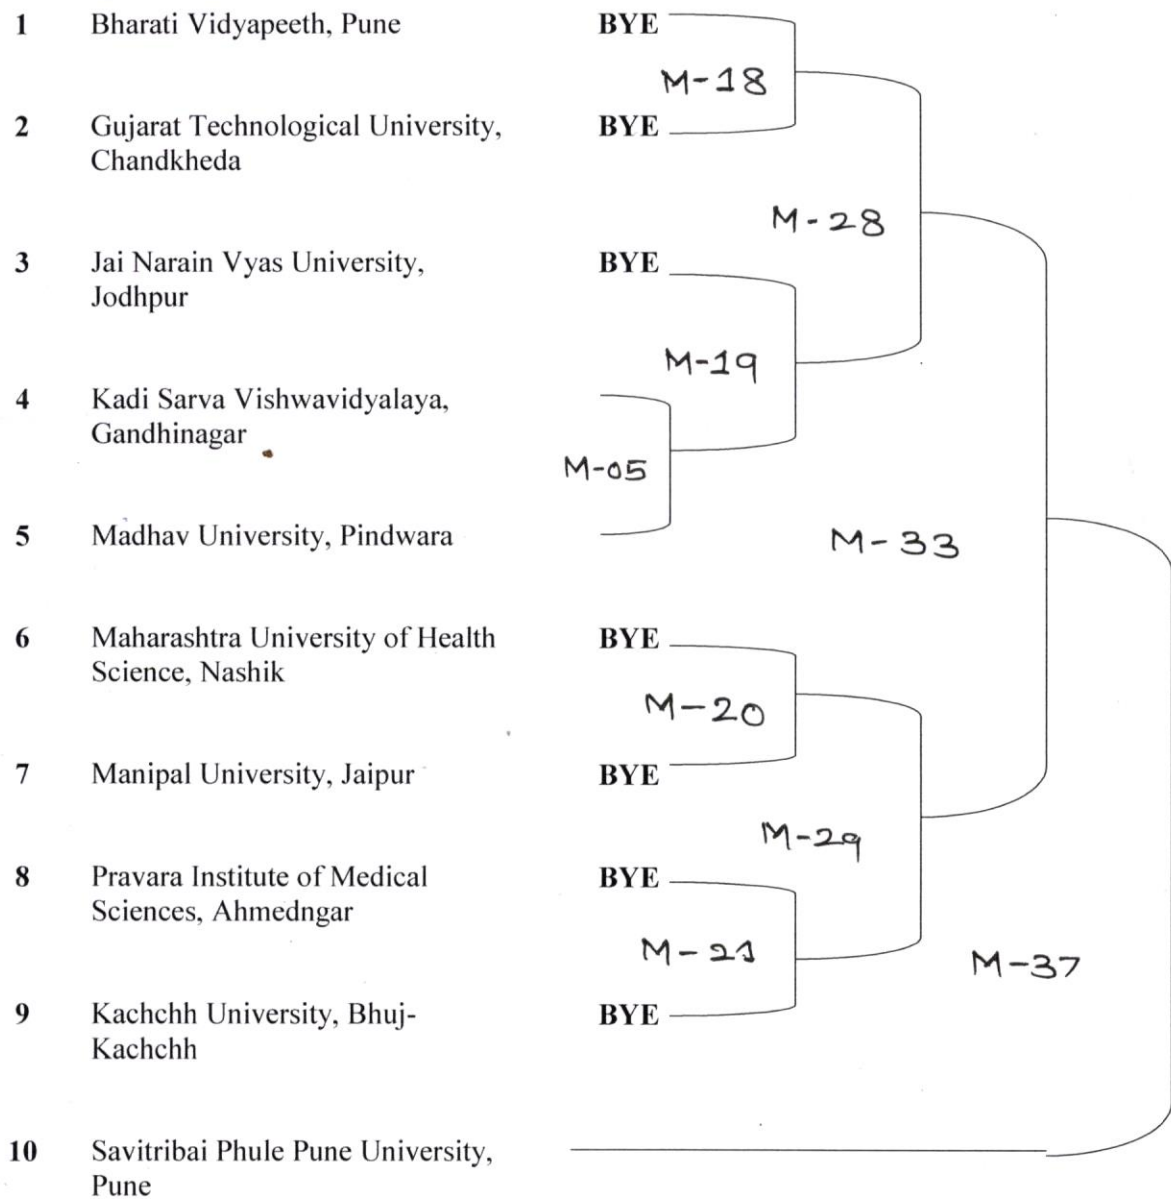 1 Bharati Vidyapeeth, Pune BYE
M-18
2 Gujarat Technological University, BYE
Chandkheda
M-28
3 Jai Narain Vyas University, BYE
Jodhpur
M-19
4 Kadi Sarva Vishwavidyalaya,
Gandhinagar
M-05
5 Madhav University, Pindwara
M-33
6 Maharashtra University of Health BYE
Science, Nashik
M-20
7 Manipal University, Jaipur BYE
M-29
8 Pravara Institute of Medical BYE
Sciences, Ahmedngar
M-21
M-37
9 Kachchh University, Bhuj- BYE
Kachchh
10 Savitribai Phule Pune University,
Pune